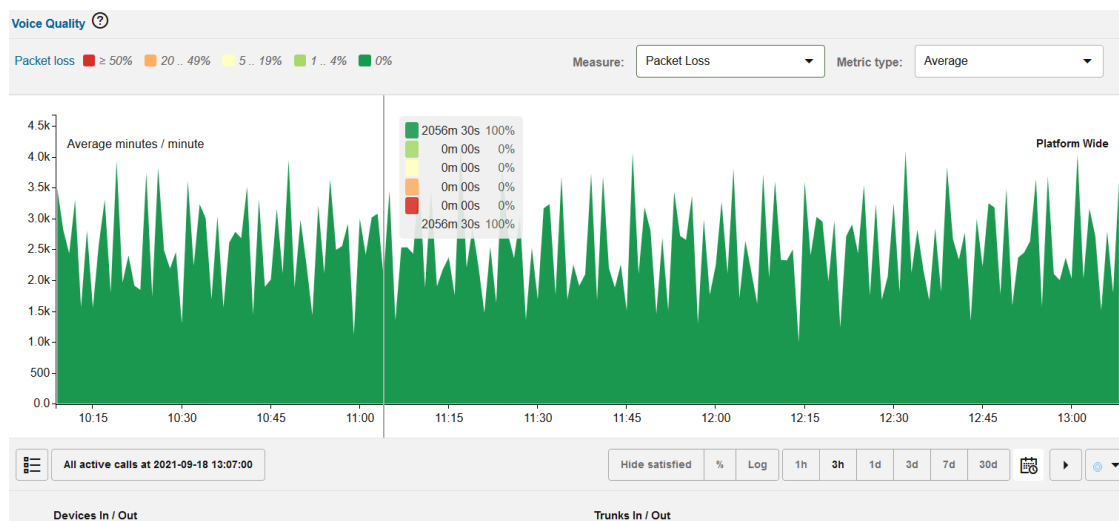 Voice Quality ?
Packet loss ≥ 50% 20 .. 49% 5 .. 19% 1 .. 4% 0% Measure: Packet Loss Metric type: Average
4.5k
Average minutes / minute
Platform Wide
4.0k
3.5k
3.0k
2.5k
2.0k
1.5k
1.0k
500
0.0
2056m 30s 100%
0m 00s 0%
0m 00s 0%
0m 00s 0%
0m 00s 0%
2056m 30s 100%
10:15 10:30 10:45 11:00 11:15 11:30 11:45 12:00 12:15 12:30 12:45 13:00
All active calls at 2021-09-18 13:07:00 Hide satisfied % Log 1h 3h 1d 3d 7d 30d
Devices In / Out Trunks In / Out